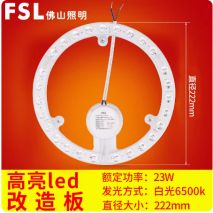 FSL 佛山照明
直径222mm
高亮led
改造板
额定功率：23W
发光方式：白光6500k
直径大小：222mm